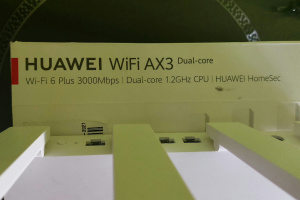 HUAWEI WiFi AX3 Dual-core
Wi-Fi 6 Plus 3000Mbps | Dual-core 1.2GHz CPU | HUAWEI HomeSec